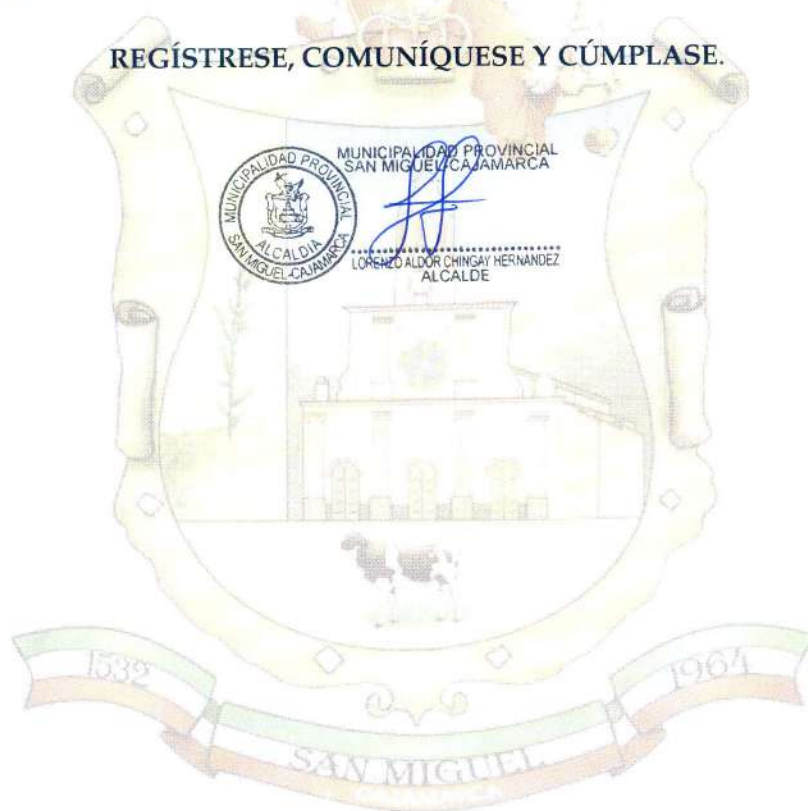 REGÍSTRESE, COMUNÍQUESE Y CÚMPLASE.
MUNICIPALIDAD PROVINCIAL
SAN MIGUEL-CAJAMARCA
MUNICIPALIDAD PROVINCIAL
ALCALDIA
SAN MIGUEL-CAJAMARCA
LORENZO ALDOR CHINGAY HERNANDEZ
ALCALDE
1532
1964
SAN MIGUEL
CAJAMARCA